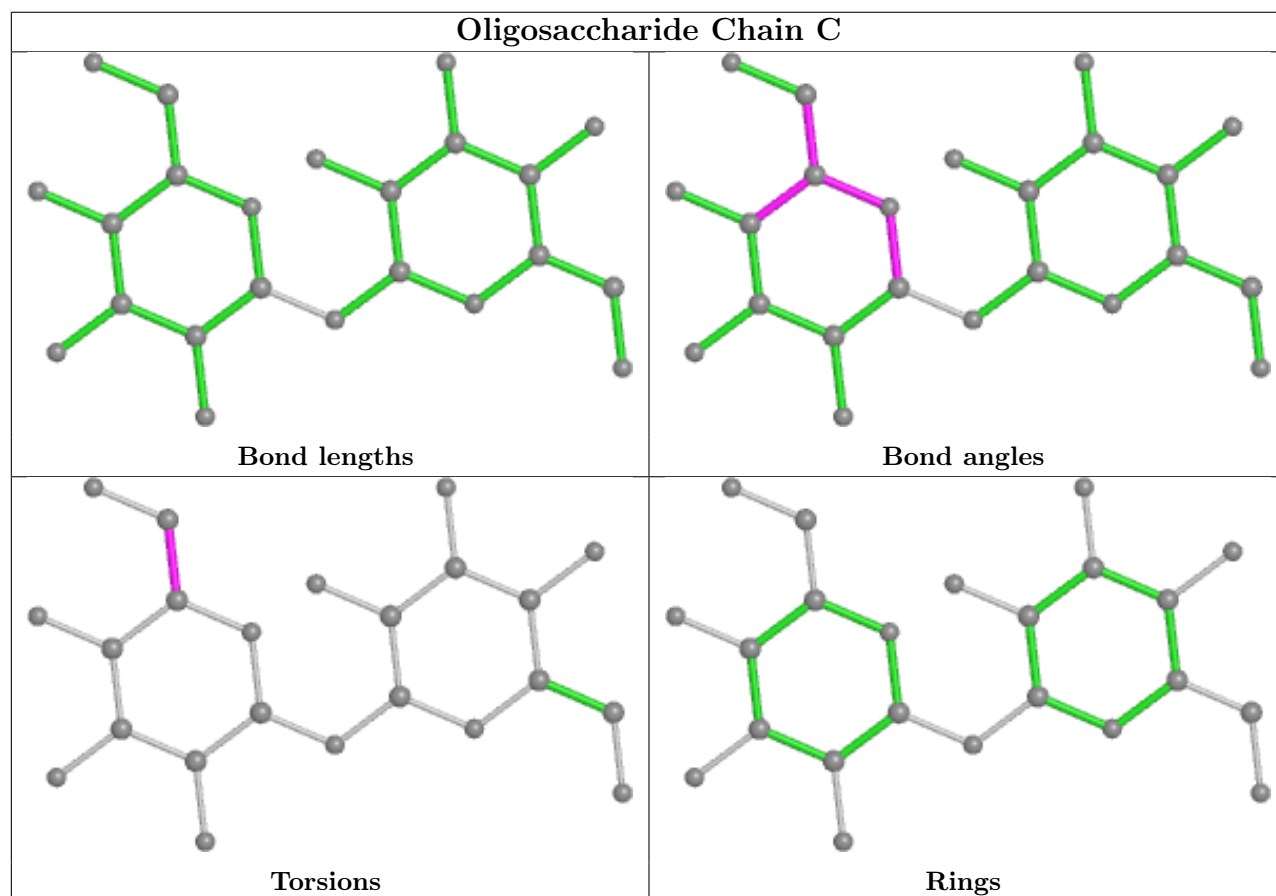 Oligosaccharide Chain C
Bond lengths
Bond angles
Torsions
Rings